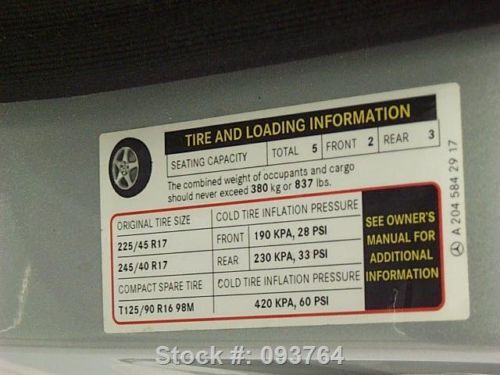 TIRE AND LOADING INFORMATION
SEATING CAPACITY TOTAL 5 FRONT 2 REAR 3
The combined weight of occupants and cargo
should never exceed 380 kg or 837 lbs.
ORIGINAL TIRE SIZE COLD TIRE INFLATION PRESSURE
225/45 R17 FRONT 190 KPA, 28 PSI
245/40 R17 REAR 230 KPA, 33 PSI
COMPACT SPARE TIRE COLD TIRE INFLATION PRESSURE
T125/90 R16 98M 420 KPA, 60 PSI
SEE OWNER'S
MANUAL FOR
ADDITIONAL
INFORMATION
A 204 584 29 17
Stock #: 093764